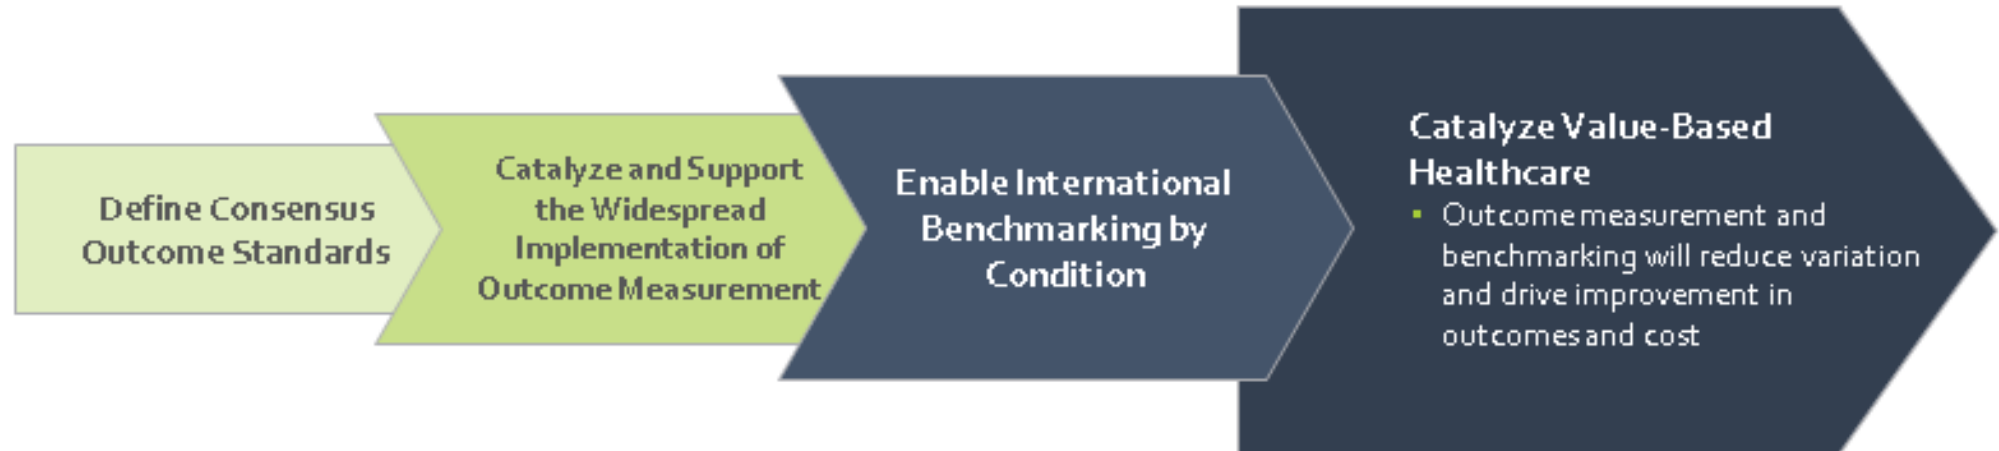 Define Consensus
Outcome Standards
Catalyze and Support
the Widespread
Implementation of
Outcome Measurement
Enable International
Benchmarking by
Condition
Catalyze Value-Based
Healthcare
▪ Outcome measurement and
benchmarking will reduce variation
and drive improvement in
outcomes and cost